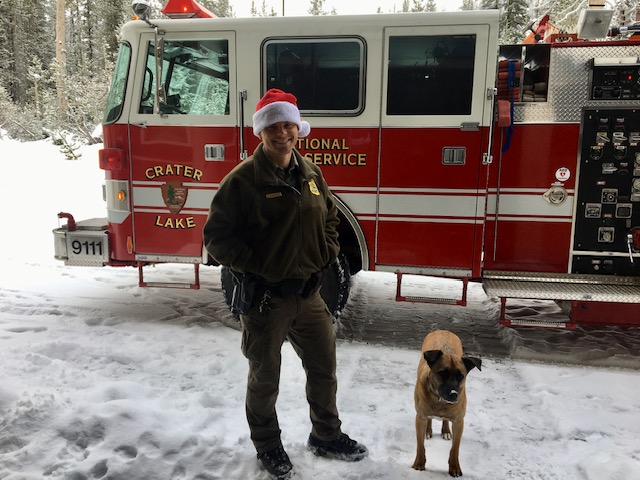 CRATER
LAKE
TIONAL
SERVICE
9111